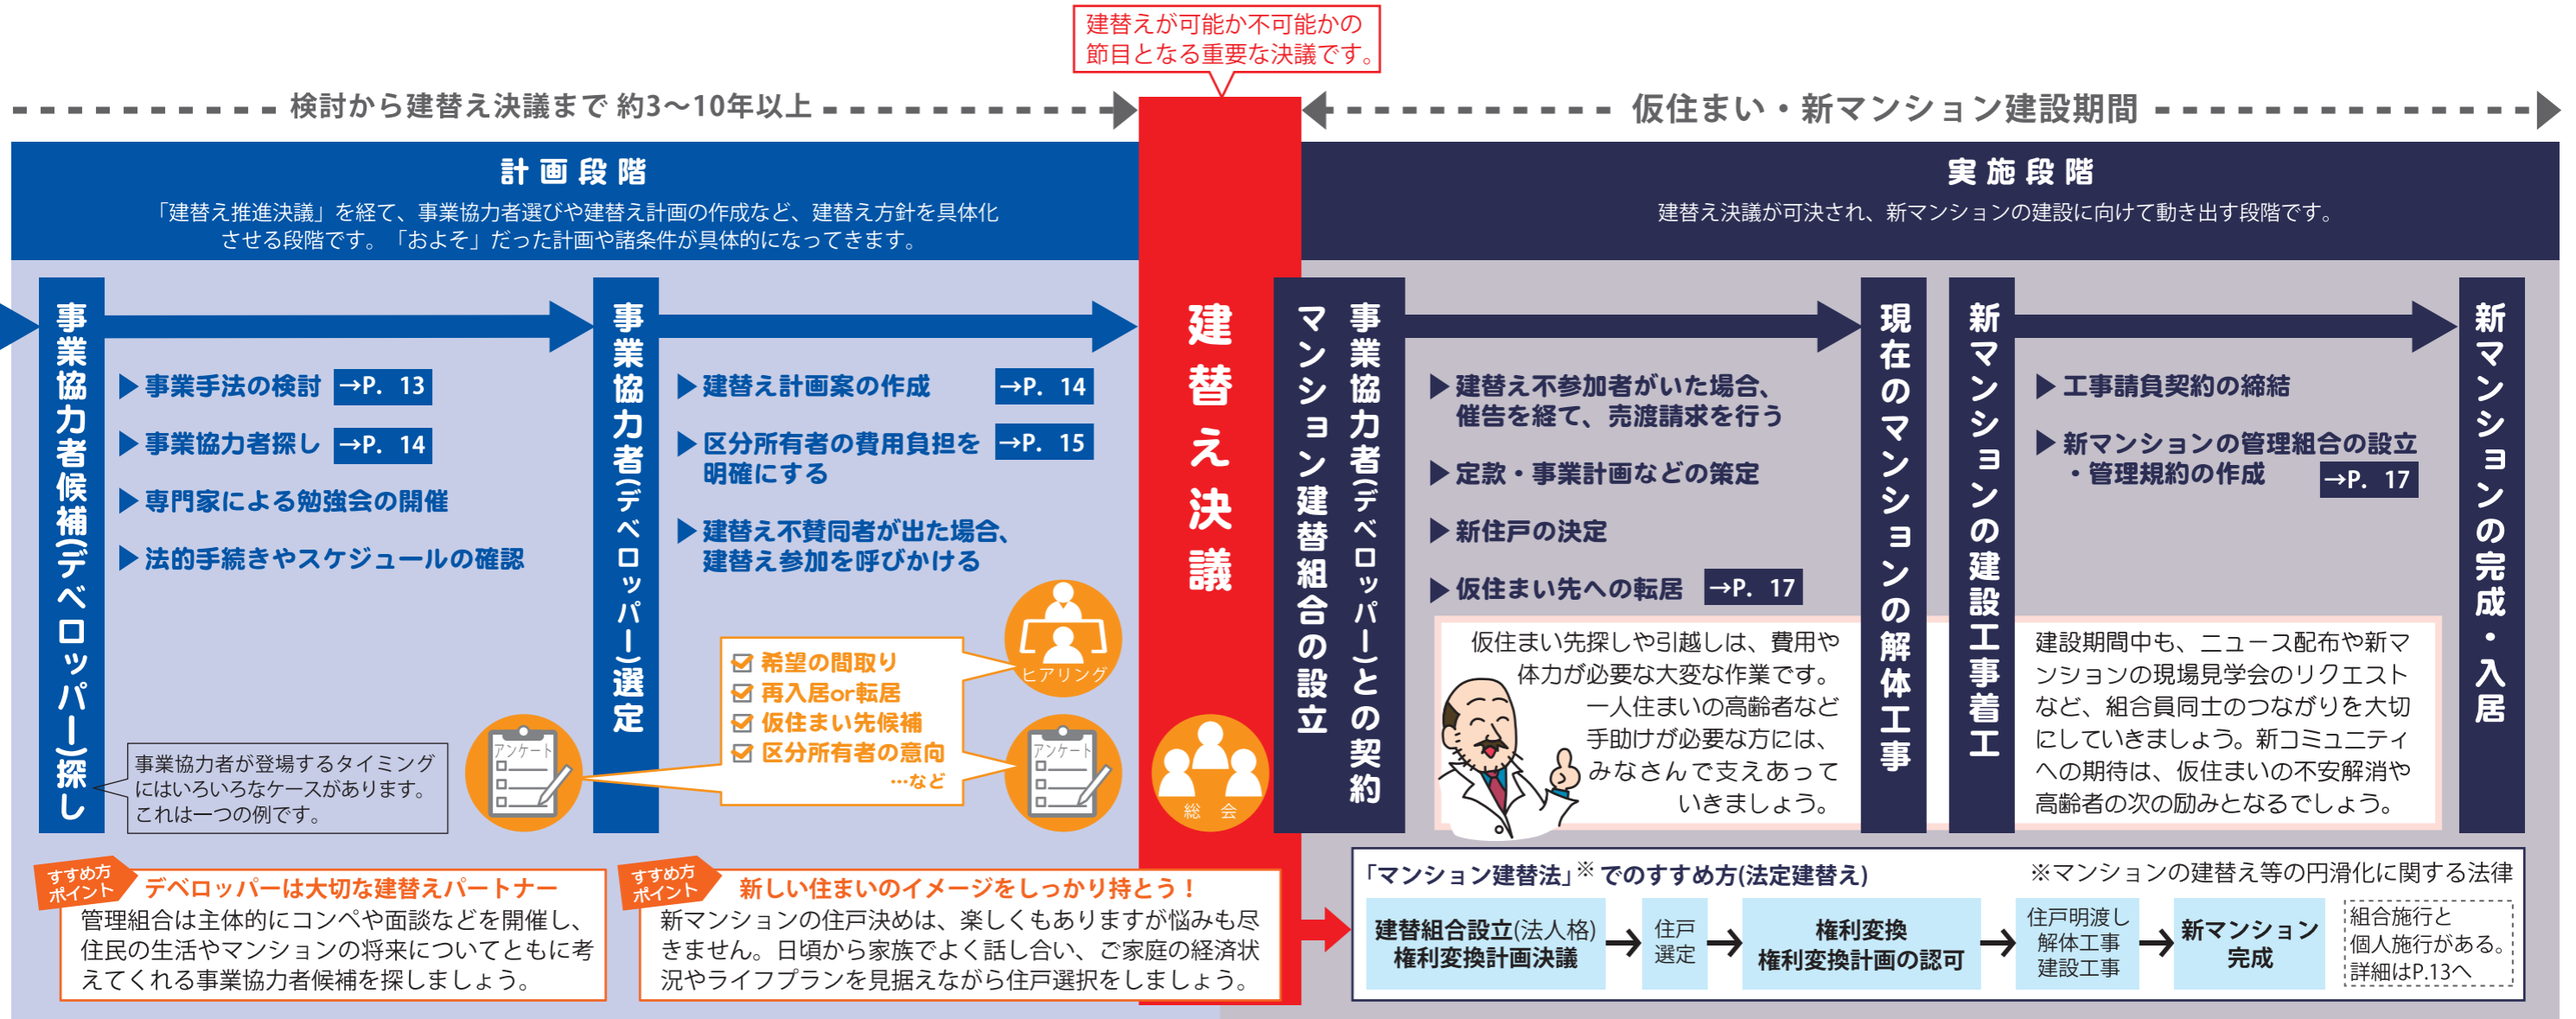 建替えが可能か不可能かの
節目となる重要な決議です。
検討から建替え決議まで 約3〜10年以上
仮住まい・新マンション建設期間
計画段階
「建替え推進決議」を経て、事業協力者選びや建替え計画の作成など、建替え方針を具体化
させる段階です。「およそ」だった計画や諸条件が具体的になってきます。
実施段階
建替え決議が可決され、新マンションの建設に向けて動き出す段階です。
事業協力者候補(デベロッパー)探し
▶事業手法の検討 →P. 13
▶事業協力者探し →P. 14
▶専門家による勉強会の開催
▶法的手続きやスケジュールの確認
事業協力者が登場するタイミング
にはいろいろなケースがあります。
これは一つの例です。
アンケート
事業協力者(デベロッパー)選定
▶建替え計画案の作成 →P. 14
▶区分所有者の費用負担を →P. 15
明確にする
▶建替え不賛同者が出た場合、
建替え参加を呼びかける
希望の間取り
再入居or転居
仮住まい先候補
区分所有者の意向
…など
ヒアリング
アンケート
建替え決議
総会
事業協力者(デベロッパー)との契約
マンション建替組合の設立
▶建替え不参加者がいた場合、
催告を経て、売渡請求を行う
▶定款・事業計画などの策定
▶新住戸の決定
▶仮住まい先への転居 →P. 17
仮住まい先探しや引越しは、費用や
体力が必要な大変な作業です。
一人住まいの高齢者など
手助けが必要な方には、
みなさんで支えあって
いきましょう。
現在のマンションの解体工事
新マンションの建設工事着工
▶工事請負契約の締結
▶新マンションの管理組合の設立
・管理規約の作成 →P. 17
建設期間中も、ニュース配布や新マ
ンションの現場見学会のリクエスト
など、組合員同士のつながりを大切
にしていきましょう。新コミュニティ
への期待は、仮住まいの不安解消や
高齢者の次の励みとなるでしょう。
新マンションの完成・入居
すすめ方
ポイント
デベロッパーは大切な建替えパートナー
管理組合は主体的にコンペや面談などを開催し、
住民の生活やマンションの将来についてともに考
えてくれる事業協力者候補を探しましょう。
すすめ方
ポイント
新しい住まいのイメージをしっかり持とう！
新マンションの住戸決めは、楽しくもありますが悩みも尽
きません。日頃から家族でよく話し合い、ご家庭の経済状
況やライフプランを見据えながら住戸選択をしましょう。
「マンション建替法」※でのすすめ方(法定建替え)
※マンションの建替え等の円滑化に関する法律
建替組合設立(法人格)
権利変換計画決議
住戸
選定
権利変換
権利変換計画の認可
住戸明渡し
解体工事
建設工事
新マンション
完成
組合施行と
個人施行がある。
詳細はP.13へ